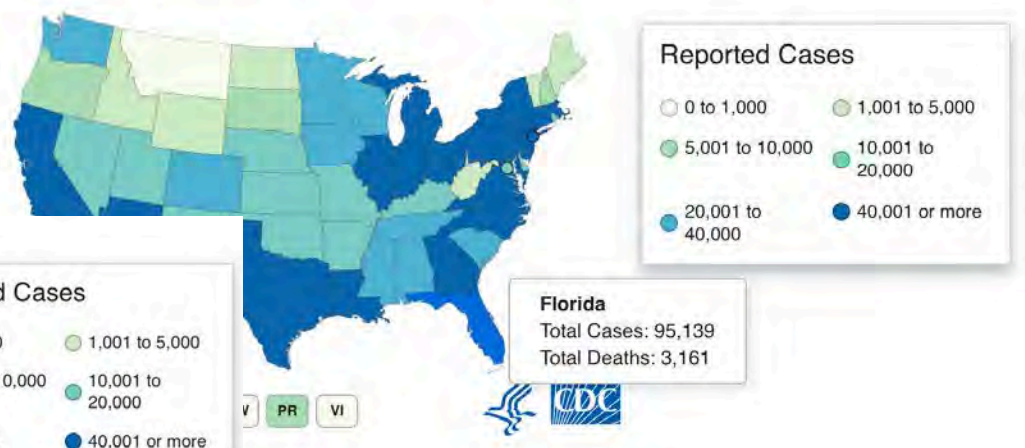 Reported Cases
0 to 1,000
1,001 to 5,000
5,001 to 10,000
10,001 to
20,000
20,001 to
40,000
40,001 or more
Florida
Total Cases: 95,139
Total Deaths: 3,161
Cases
1,001 to 5,000
0,000
10,001 to
20,000
40,001 or more
PR
VI
CDC